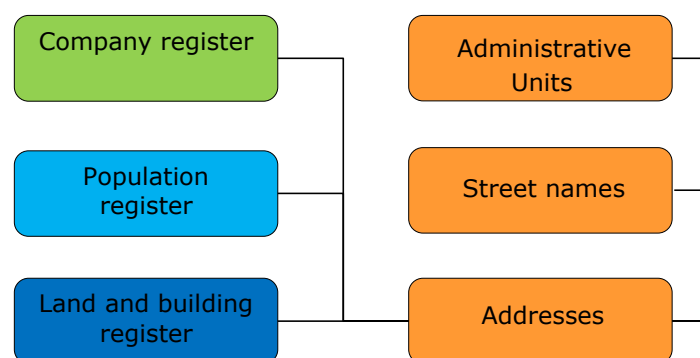 Company register
Administrative
Units
Population
register
Street names
Land and building
register
Addresses